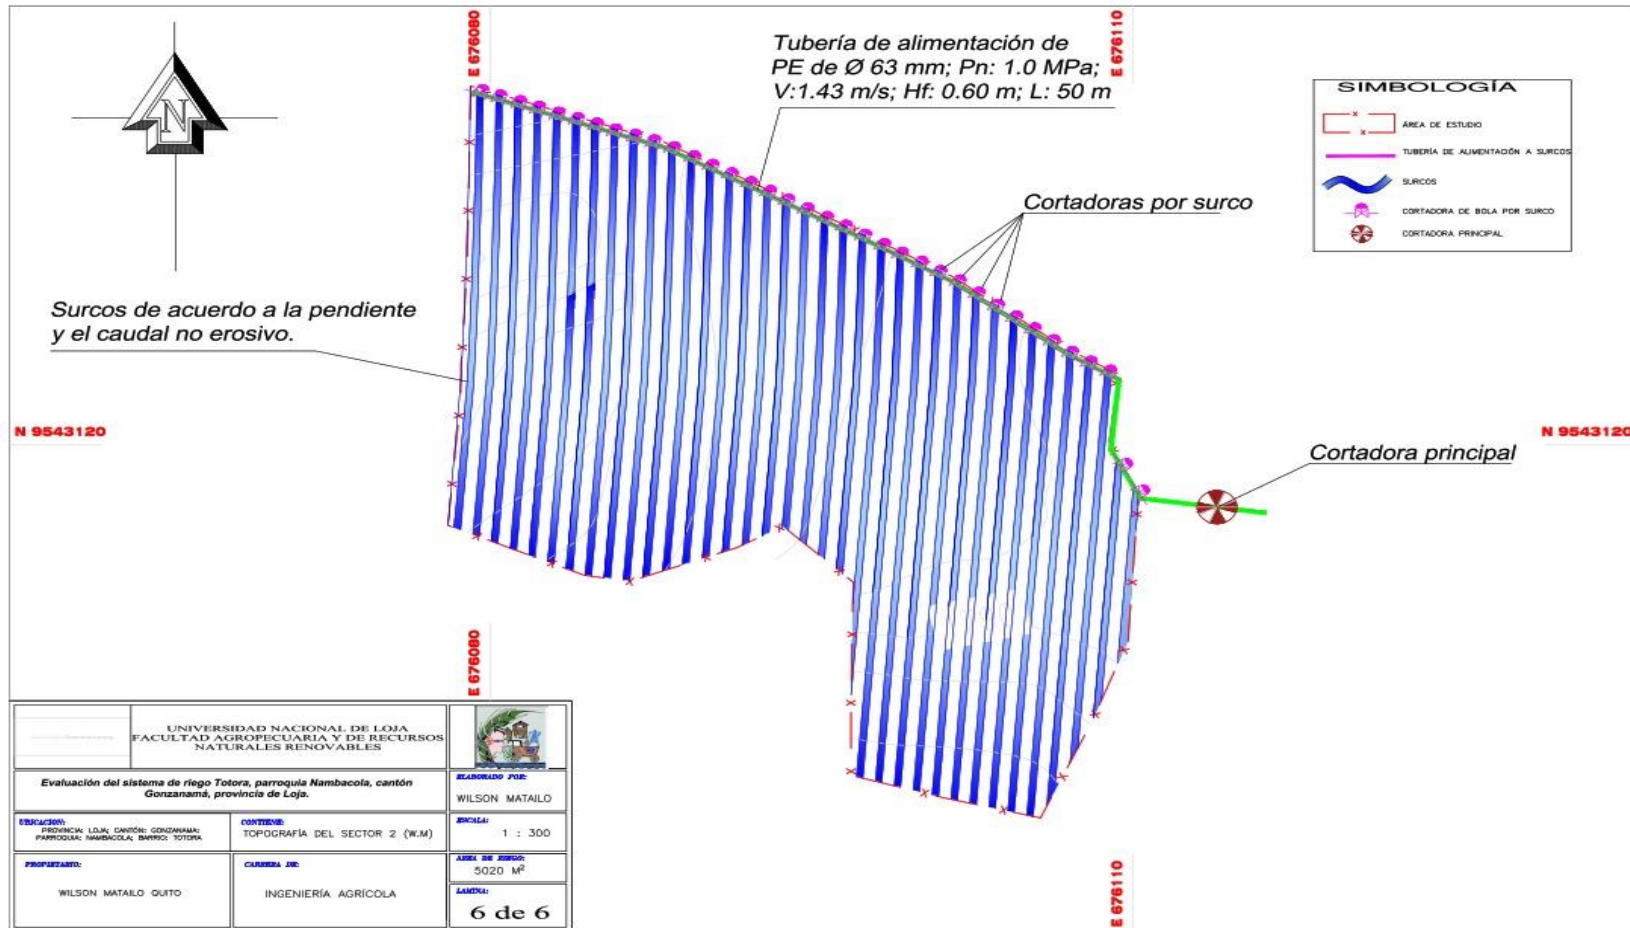 E 676080
E 676110
N
Tubería de alimentación de
PE de Ø 63 mm; Pn: 1.0 MPa;
V:1.43 m/s; Hf: 0.60 m; L: 50 m
SIMBOLOGÍA
ÁREA DE ESTUDIO
TUBERÍA DE ALIMENTACIÓN A SURCOS
SURCOS
CORTADORA DE BOLA POR SURCO
CORTADORA PRINCIPAL
Cortadoras por surco
Surcos de acuerdo a la pendiente
y el caudal no erosivo.
N 9543120
N 9543120
Cortadora principal
E 676080
E 676110
UNIVERSIDAD NACIONAL DE LOJA
FACULTAD AGROPECUARIA Y DE RECURSOS
NATURALES RENOVABLES
Evaluación del sistema de riego Totora, parroquia Nambacola, cantón
Gonzanamá, provincia de Loja.
ELABORADO POR:
WILSON MATAILO
UBICACIÓN:
PROVINCIA: LOJA; CANTÓN: GONZANAMA;
PARROQUIA: NAMBACOLA; BARRIO: TOTORA
CONTIENE:
TOPOGRAFÍA DEL SECTOR 2 (W.M)
ESCALA:
1 : 300
PROPIETARIO:
WILSON MATAILO QUITO
CARRERA DE:
INGENIERÍA AGRÍCOLA
AREA DE RIEGO:
5020 M²
LAMINA:
6 de 6